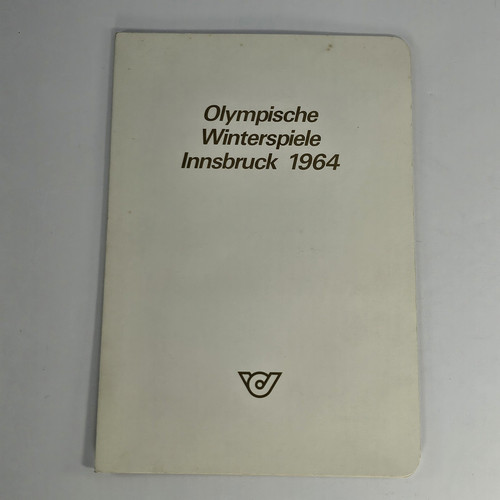 Olympische
Winterspiele
Innsbruck 1964